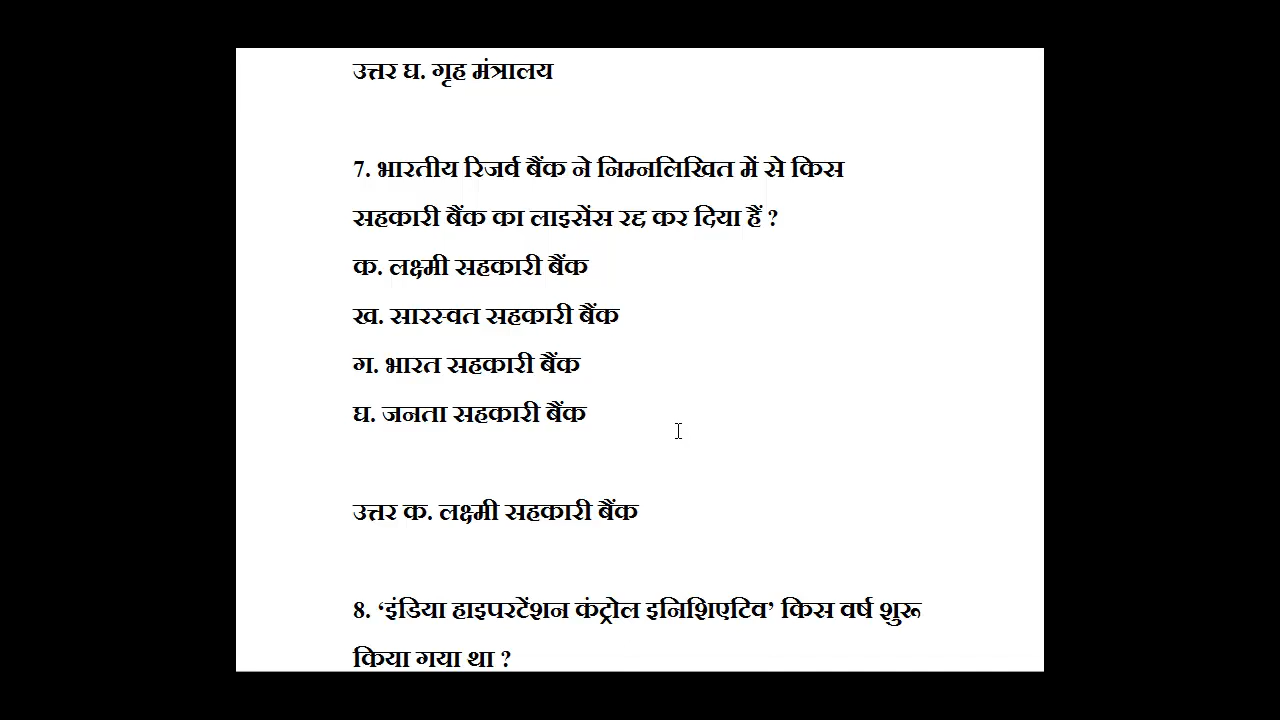 उत्तर घ. गृह मंत्रालय
7. भारतीय रिजर्व बैंक ने निम्नलिखित में से किस
सहकारी बैंक का लाइसेंस रद्द कर दिया हैं ?
क. लक्ष्मी सहकारी बैंक
ख. सारस्वत सहकारी बैंक
ग. भारत सहकारी बैंक
घ. जनता सहकारी बैंक
उत्तर क. लक्ष्मी सहकारी बैंक
8. ‘इंडिया हाइपरटेंशन कंट्रोल इनिशिएटिव’ किस वर्ष शुरू
किया गया था ?